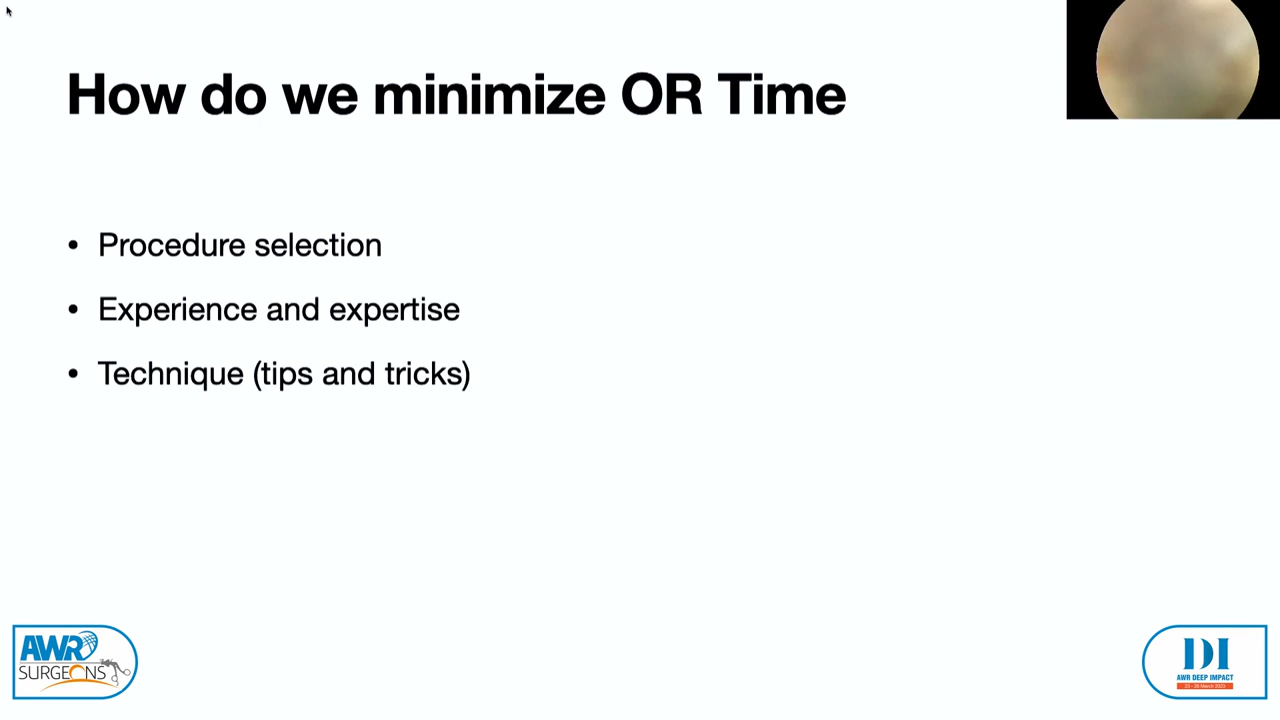 How do we minimize OR Time
• Procedure selection
• Experience and expertise
• Technique (tips and tricks)
AWR
SURGEONS
DI
AWR DEEP IMPACT